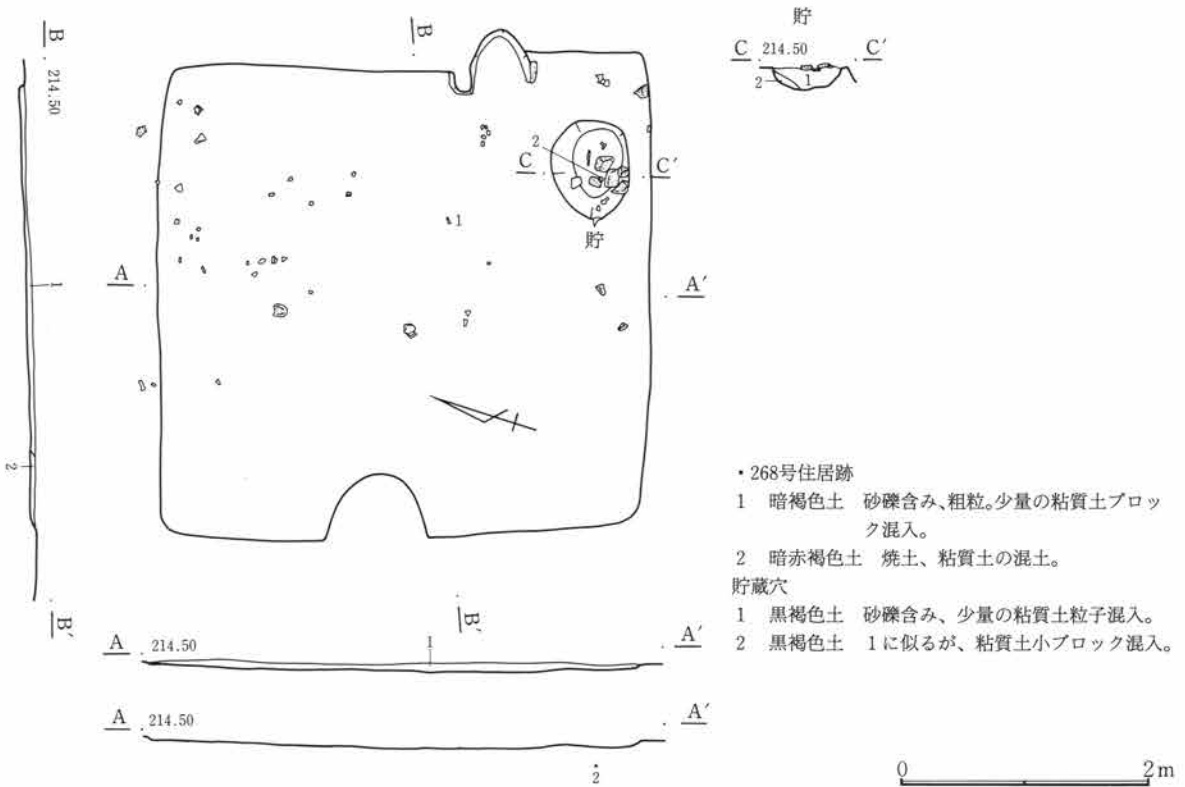 B
214.50
1
2
B′
B
貯
C 214.50 C′
2 1
2
C C′
貯
1
A A′
B′
A 214.50 1 A′
A 214.50 A′
2
・268号住居跡
1 暗褐色土 砂礫含み、粗粒。少量の粘質土ブロッ
ク混入。
2 暗赤褐色土 焼土、粘質土の混土。
貯蔵穴
1 黒褐色土 砂礫含み、少量の粘質土粒子混入。
2 黒褐色土 1に似るが、粘質土小ブロック混入。
0 2m